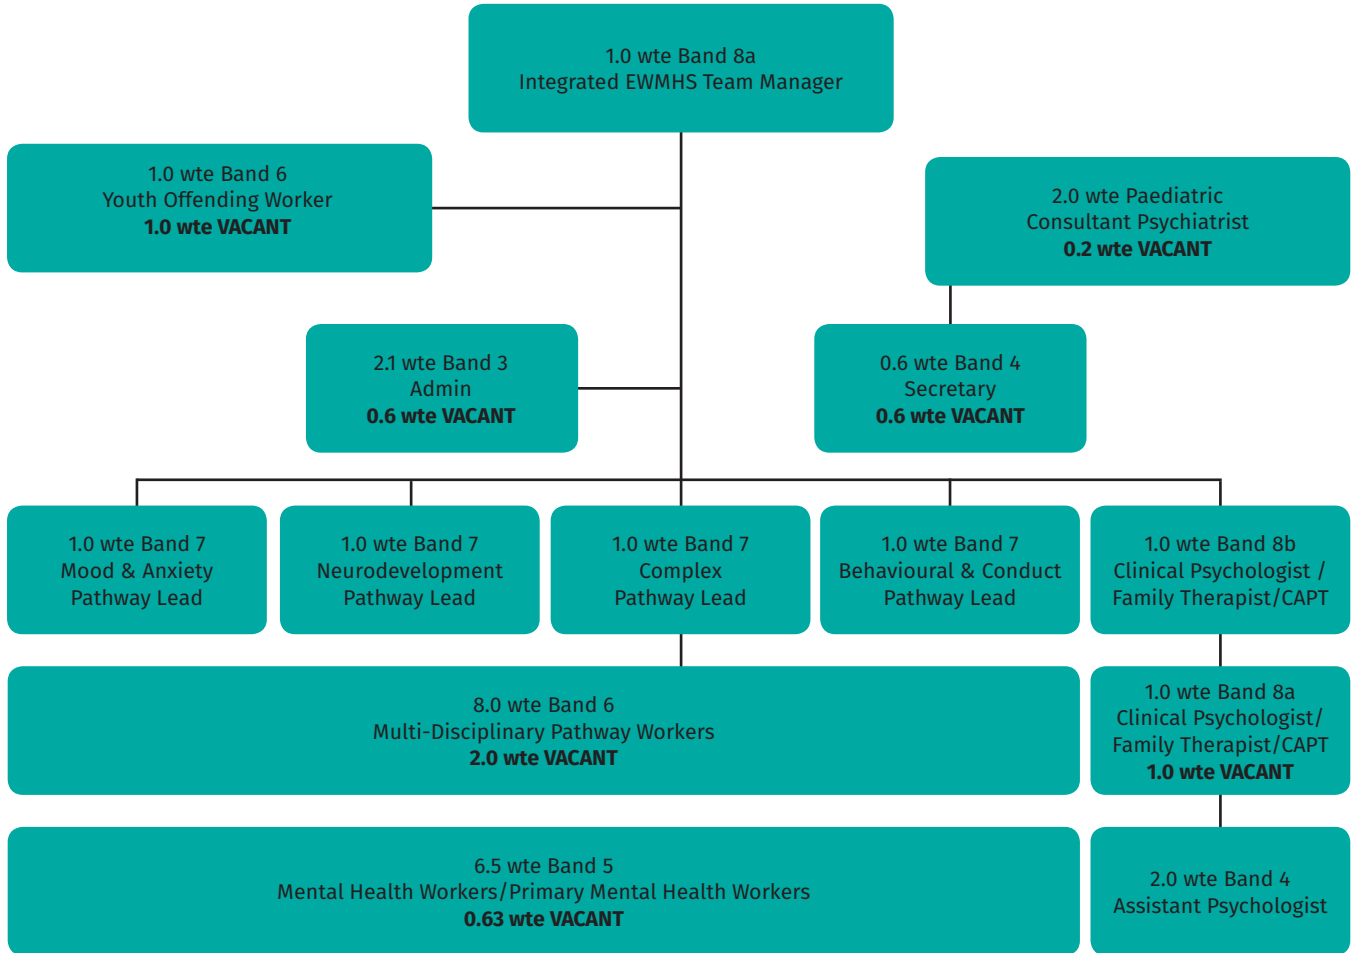 1.0 wte Band 8a
Integrated EWMHS Team Manager
1.0 wte Band 6
Youth Offending Worker
1.0 wte VACANT
2.0 wte Paediatric
Consultant Psychiatrist
0.2 wte VACANT
2.1 wte Band 3
Admin
0.6 wte VACANT
0.6 wte Band 4
Secretary
0.6 wte VACANT
1.0 wte Band 7
Mood & Anxiety
Pathway Lead
1.0 wte Band 7
Neurodevelopment
Pathway Lead
1.0 wte Band 7
Complex
Pathway Lead
1.0 wte Band 7
Behavioural & Conduct
Pathway Lead
1.0 wte Band 8b
Clinical Psychologist /
Family Therapist/CAPT
8.0 wte Band 6
Multi-Disciplinary Pathway Workers
2.0 wte VACANT
1.0 wte Band 8a
Clinical Psychologist/
Family Therapist/CAPT
1.0 wte VACANT
6.5 wte Band 5
Mental Health Workers/Primary Mental Health Workers
0.63 wte VACANT
2.0 wte Band 4
Assistant Psychologist